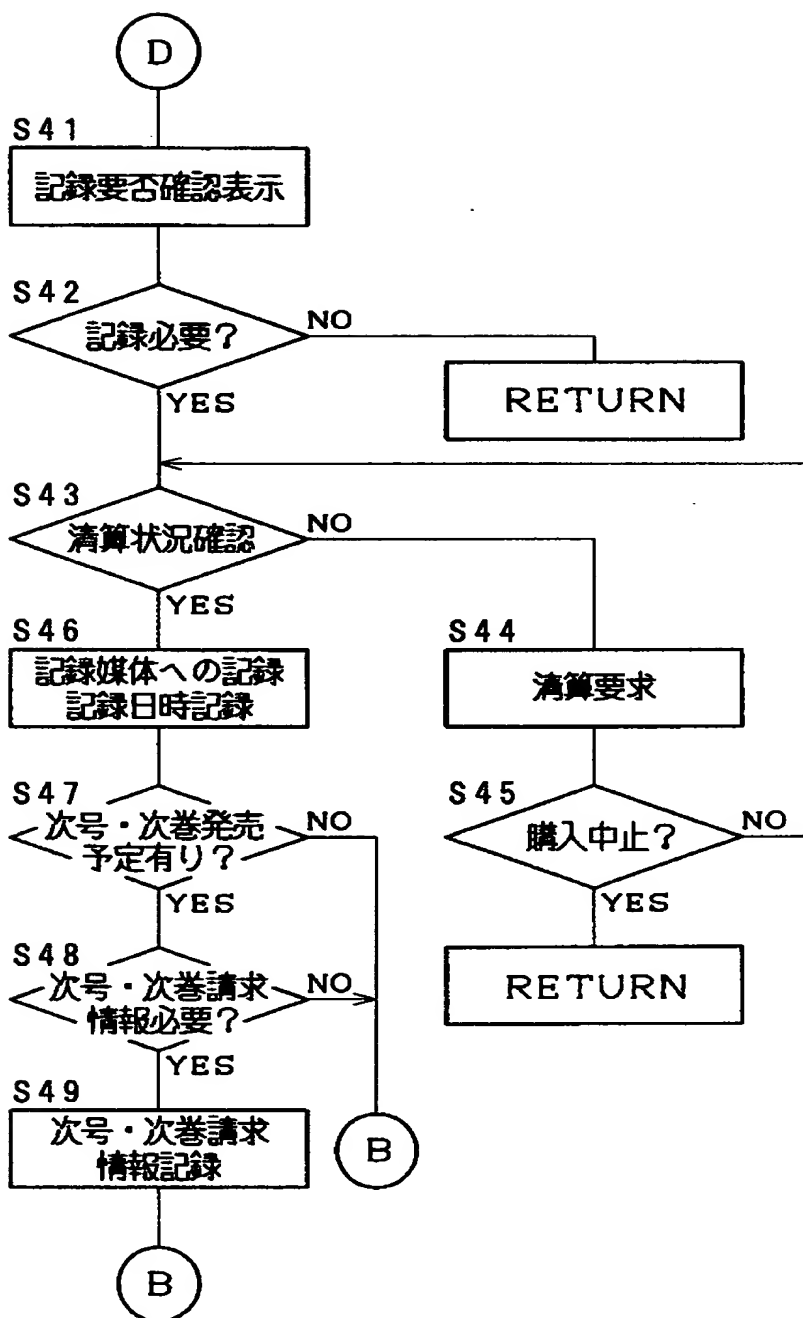 D
S41
記録要否確認表示
S42
記録必要?
NO
RETURN
YES
S43
清算状況確認
NO
YES
S46
記録媒体への記録
記録日時記録
S44
清算要求
S47
次号・次巻発売
予定有り?
NO
YES
S45
購入中止?
NO
YES
RETURN
S48
次号・次巻請求
情報必要?
NO
YES
S49
次号・次巻請求
情報記録
B
B